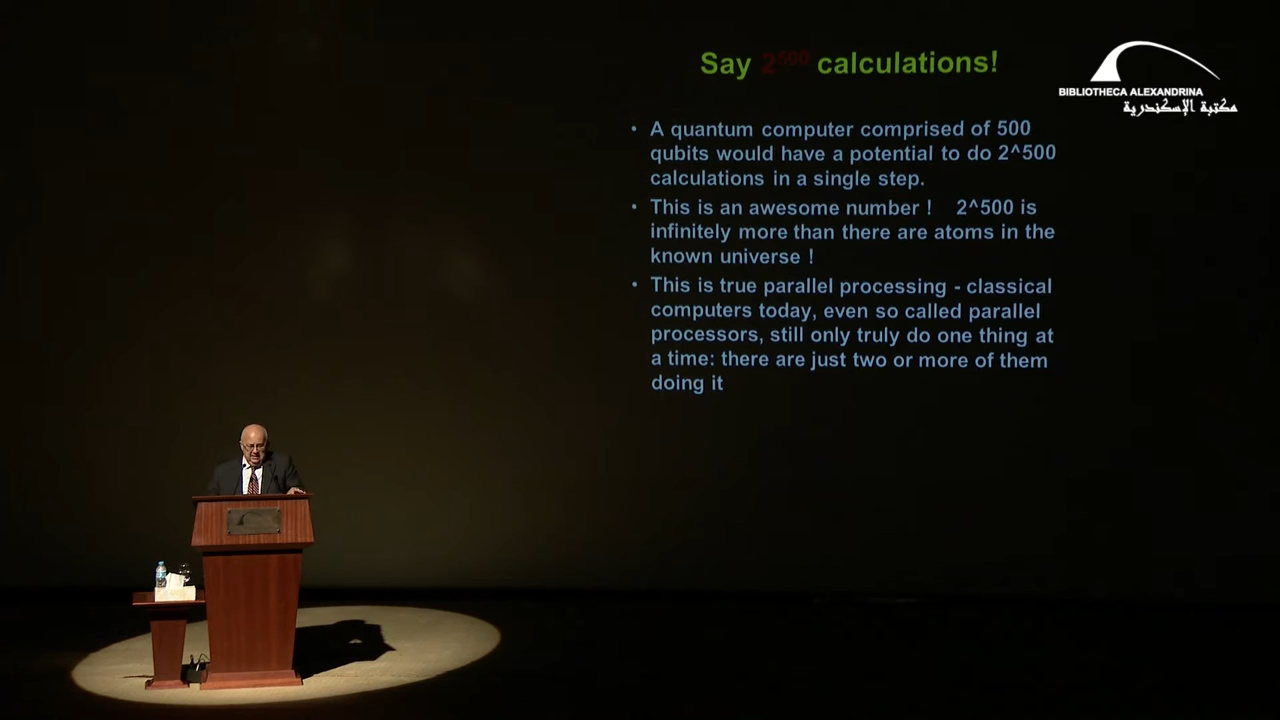 Say 2^500 calculations!
BIBLIOTHECA ALEXANDRINA
مكتبة الإسكندرية
• A quantum computer comprised of 500
qubits would have a potential to do 2^500
calculations in a single step.
• This is an awesome number ! 2^500 is
infinitely more than there are atoms in the
known universe !
• This is true parallel processing - classical
computers today, even so called parallel
processors, still only truly do one thing at
a time: there are just two or more of them
doing it